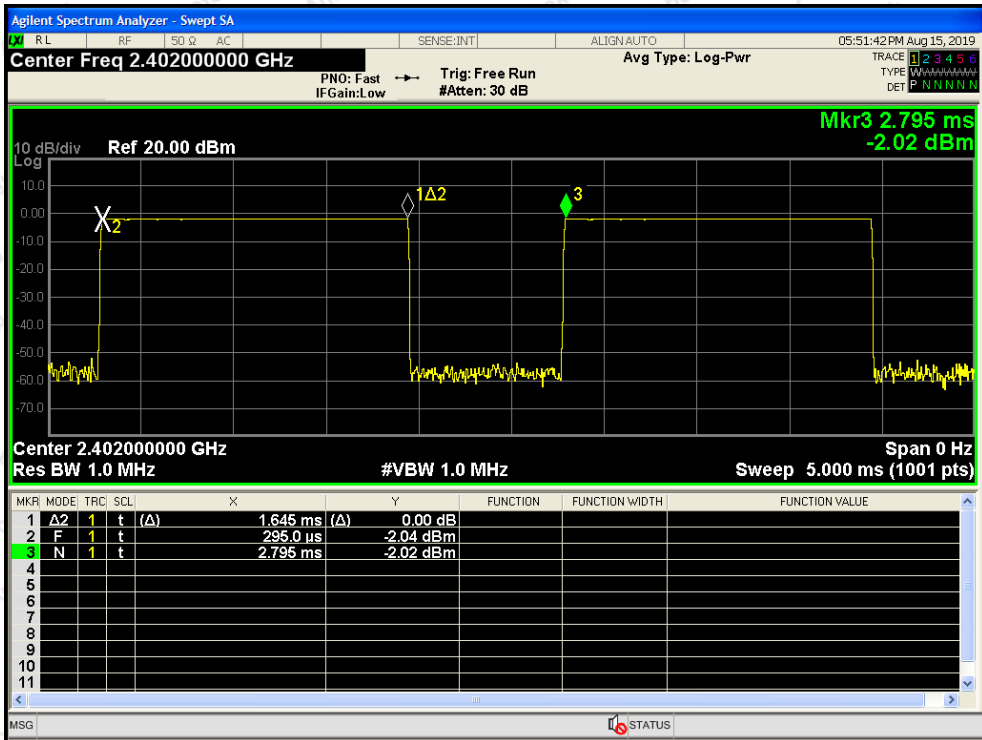 Agilent Spectrum Analyzer - Swept SA
LXI RL RF 50 Ω AC SENSE:INT ALIGN AUTO 05:51:42 PM Aug 15, 2019
Center Freq 2.402000000 GHz
PNO: Fast
IFGain:Low
Trig: Free Run
#Atten: 30 dB
Avg Type: Log-Pwr
TRACE 1 2 3 4 5 6
TYPE W
DET P N N N N N
Mkr3 2.795 ms
-2.02 dBm
10 dB/div Ref 20.00 dBm
Log
10.0
0.00
-10.0
-20.0
-30.0
-40.0
-50.0
-60.0
-70.0
2
1Δ2
3
Center 2.402000000 GHz Span 0 Hz
Res BW 1.0 MHz #VBW 1.0 MHz Sweep 5.000 ms (1001 pts)
MKR MODE TRC SCL X Y FUNCTION FUNCTION WIDTH FUNCTION VALUE
1 Δ2 1 t (Δ) 1.645 ms (Δ) 0.00 dB
2 F 1 t 295.0 µs -2.04 dBm
3 N 1 t 2.795 ms -2.02 dBm
4
5
6
7
8
9
10
11
MSG STATUS